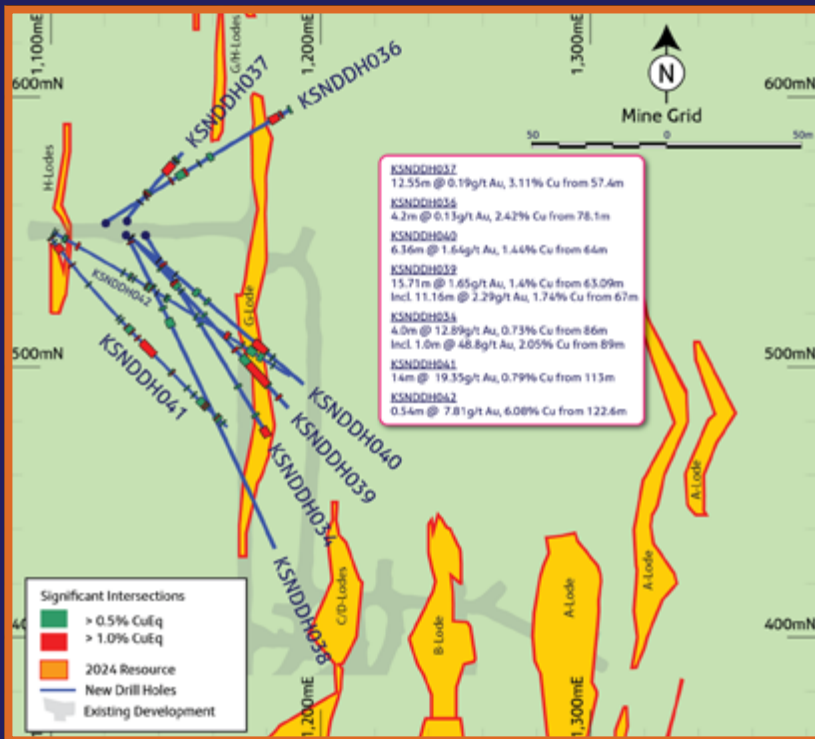 1,100mE
1,200mE
1,300mE
600mN
600mN
N
Mine Grid
50
0
50m
G/H-Lodes
KSNDDH037
KSNDDH036
H-Lodes
KSNDDH042
KSNDDH041
G-Lode
KSNDDH037
12.55m @ 0.19g/t Au, 3.11% Cu from 57.4m
KSNDDH036
4.2m @ 0.13g/t Au, 2.42% Cu from 78.1m
KSNDDH040
6.36m @ 1.64g/t Au, 1.44% Cu from 64m
KSNDDH039
15.71m @ 1.65g/t Au, 1.4% Cu from 63.09m
Incl. 11.16m @ 2.29g/t Au, 1.74% Cu from 67m
KSNDDH034
4.0m @ 12.89g/t Au, 0.73% Cu from 86m
Incl. 1.0m @ 48.8g/t Au, 2.05% Cu from 89m
KSNDDH041
14m @ 19.35g/t Au, 0.79% Cu from 113m
KSNDDH042
0.54m @ 7.81g/t Au, 6.08% Cu from 122.6m
500mN
500mN
KSNDDH040
KSNDDH039
KSNDDH034
KSNDDH038
A-Lode
A-Lode
A-Lode
B-Lode
C/D-Lodes
400mN
Significant Intersections
> 0.5% CuEq
> 1.0% CuEq
2024 Resource
New Drill Holes
Existing Development
1,200mE
1,300mE